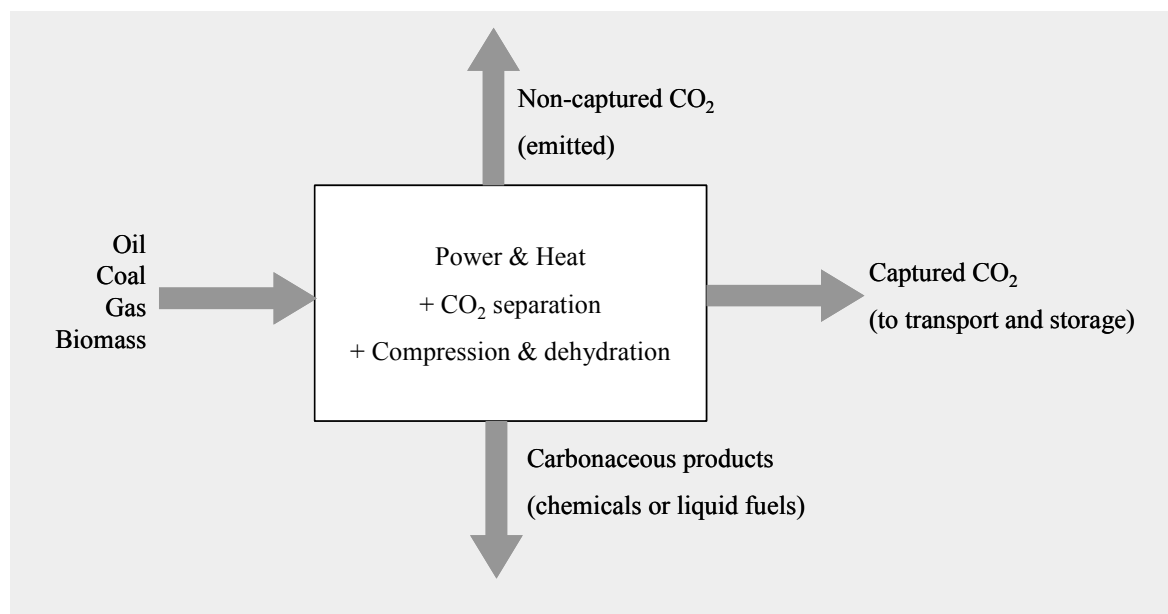 Non-captured CO₂
(emitted)
Oil
Coal
Gas
Biomass
Power & Heat
+ CO₂ separation
+ Compression & dehydration
Captured CO₂
(to transport and storage)
Carbonaceous products
(chemicals or liquid fuels)